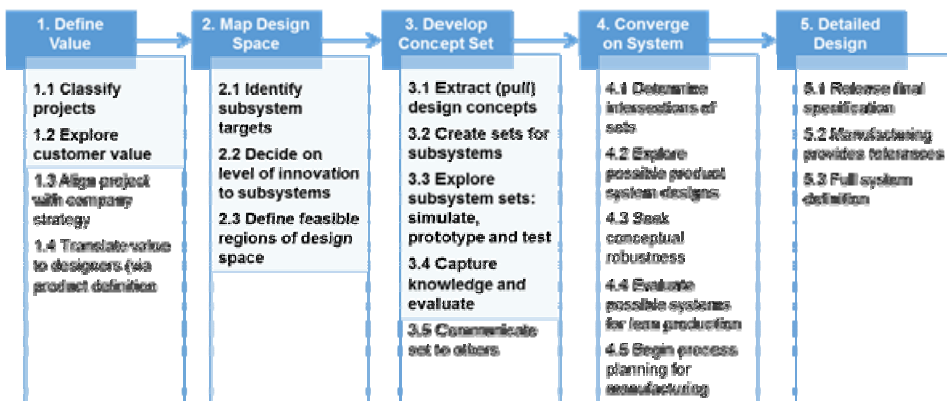 1. Define
Value
1.1 Classify
projects
1.2 Explore
customer value
1.3 Align project
with company
strategy
1.4 Translate value
to designers (via
product definition
2. Map Design
Space
2.1 Identify
subsystem
targets
2.2 Decide on
level of innovation
to subsystems
2.3 Define feasible
regions of design
space
3. Develop
Concept Set
3.1 Extract (pull)
design concepts
3.2 Create sets for
subsystems
3.3 Explore
subsystem sets:
simulate,
prototype and test
3.4 Capture
knowledge and
evaluate
3.5 Communicate
set to others
4. Converge
on System
4.1 Determine
intersections of
sets
4.2 Explore
possible product
system designs
4.3 Seek
conceptual
robustness
4.4 Evaluate
possible systems
for lean production
4.5 Begin process
planning for
manufacturing
5. Detailed
Design
5.1 Release final
specification
5.2 Manufacturing
provides tolerances
5.3 Full system
definition